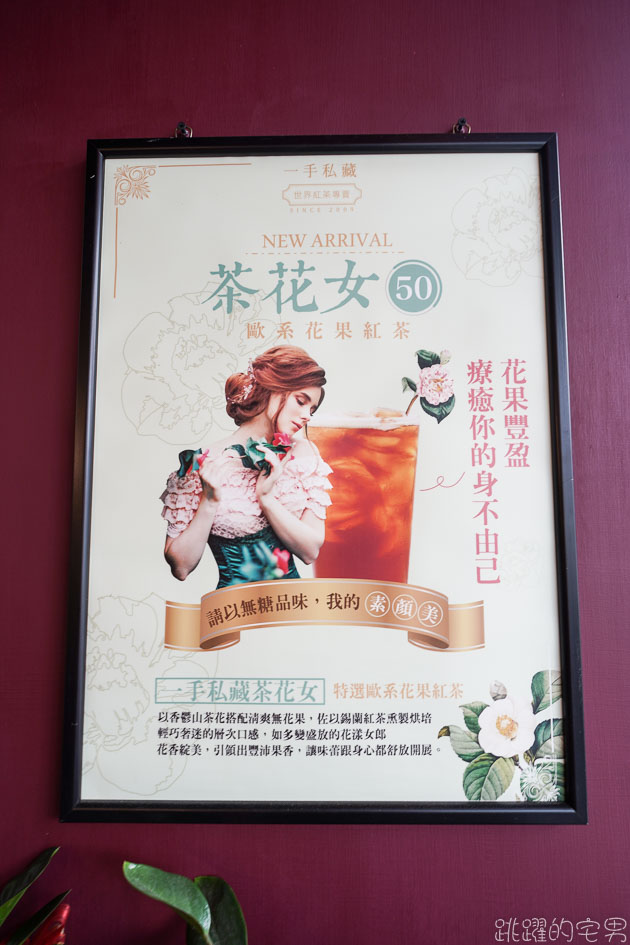 一手私藏
世界紅茶專賣
SINCE 2004
NEW ARRIVAL
茶花女 50
歐系花果紅茶
花果豐盈
療癒你的身不由己
請以無糖品味，我的素顏美
一手私藏茶花女 特選歐系花果紅茶
以香鬱山茶花搭配清爽無花果，佐以錫蘭紅茶熏製烘培
輕巧奢迷的層次口感，如多變盛放的花漾女郎
花香綻美，引領出豐沛果香，讓味蕾跟身心都舒放開展。
跳躍的宅男